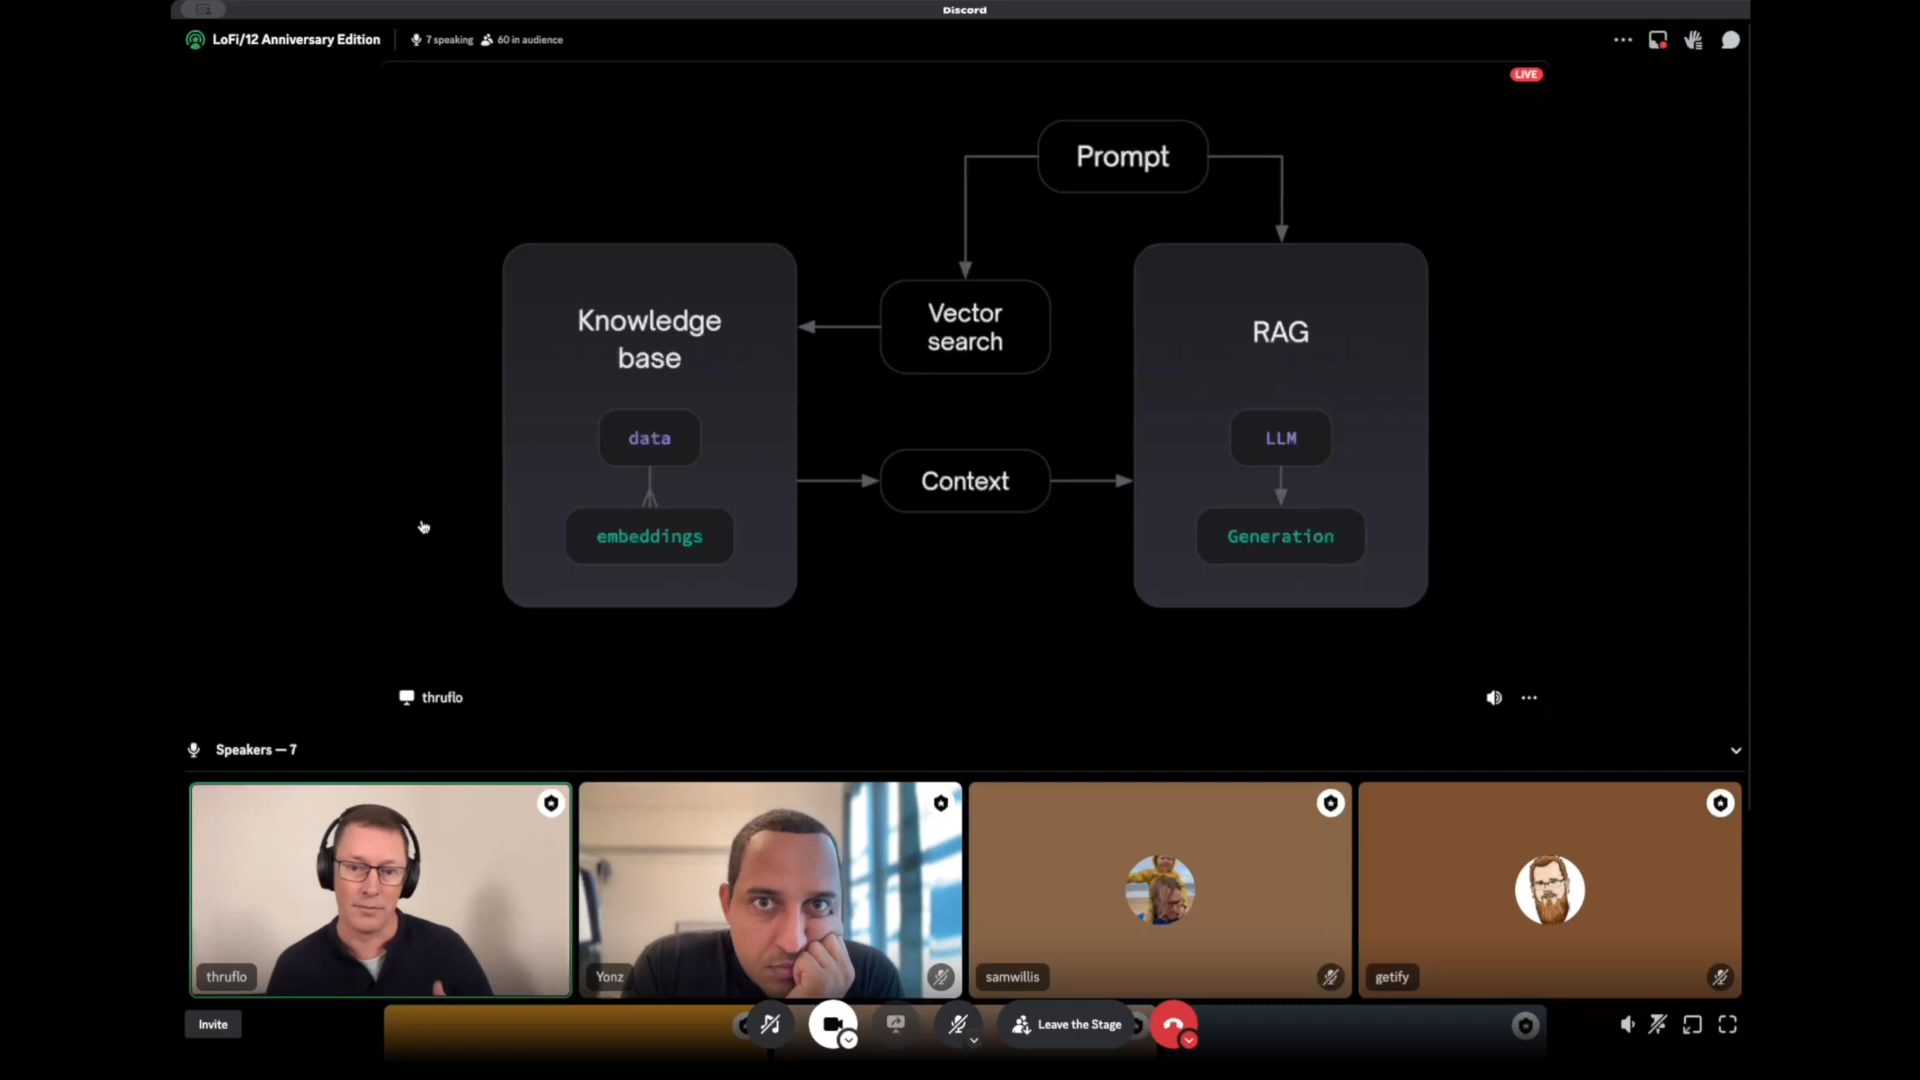 Discord
LoFi/12 Anniversary Edition
7 speaking
60 in audience
LIVE
Prompt
Knowledge
base
Vector
search
RAG
data
LLM
Context
embeddings
Generation
thruflo
Speakers — 7
thruflo
Yonz
samwillis
getify
Invite
Leave the Stage